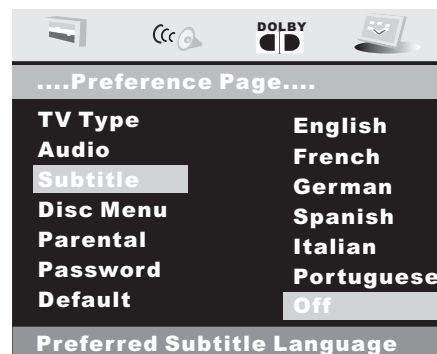 DOLBY
....Preference Page....
TV Type
Audio
Subtitle
Disc Menu
Parental
Password
Default
English
French
German
Spanish
Italian
Portuguese
Off
Preferred Subtitle Language